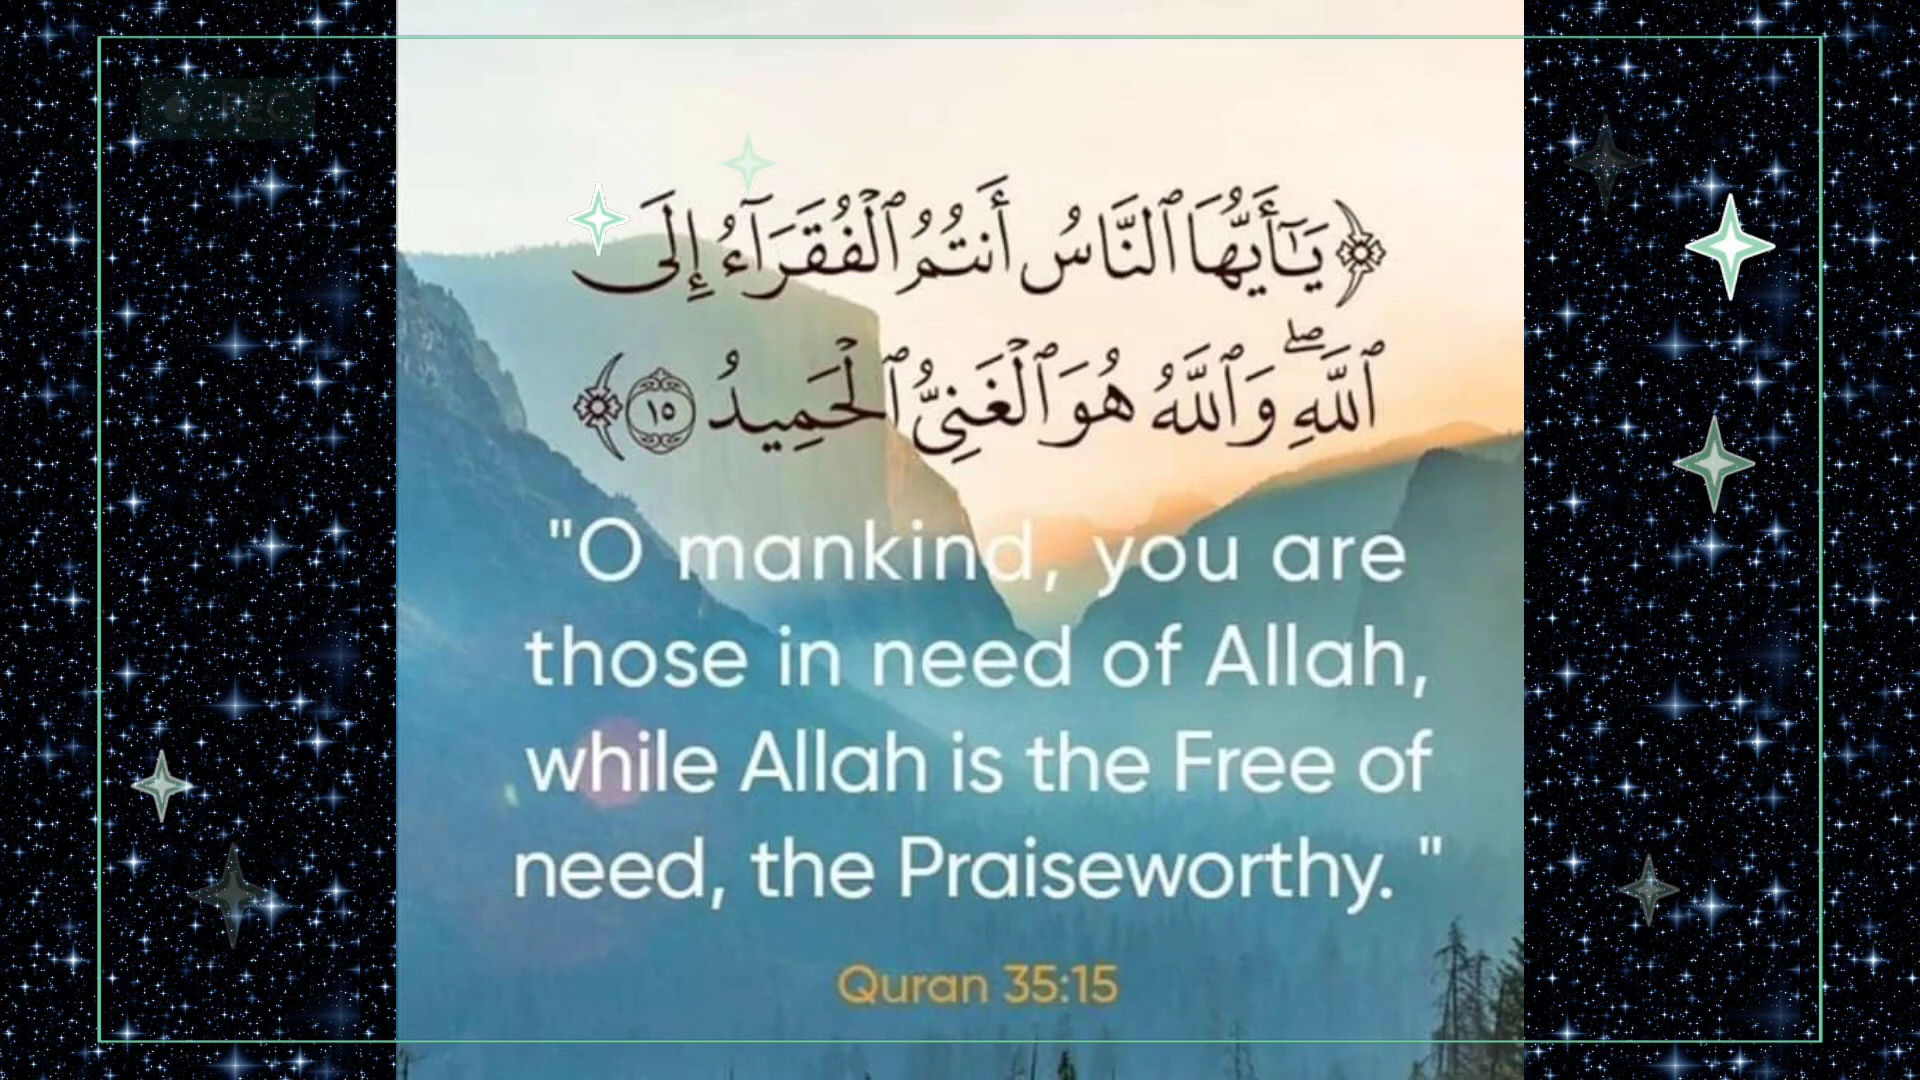 REC
﴿يَـٰٓأَيُّهَا ٱلنَّاسُ أَنتُمُ ٱلْفُقَرَآءُ إِلَى
ٱللَّهِ ۖ وَٱللَّهُ هُوَ ٱلْغَنِىُّ ٱلْحَمِيدُ ١٥﴾
"O mankind, you are
those in need of Allah,
while Allah is the Free of
need, the Praiseworthy. "
Quran 35:15